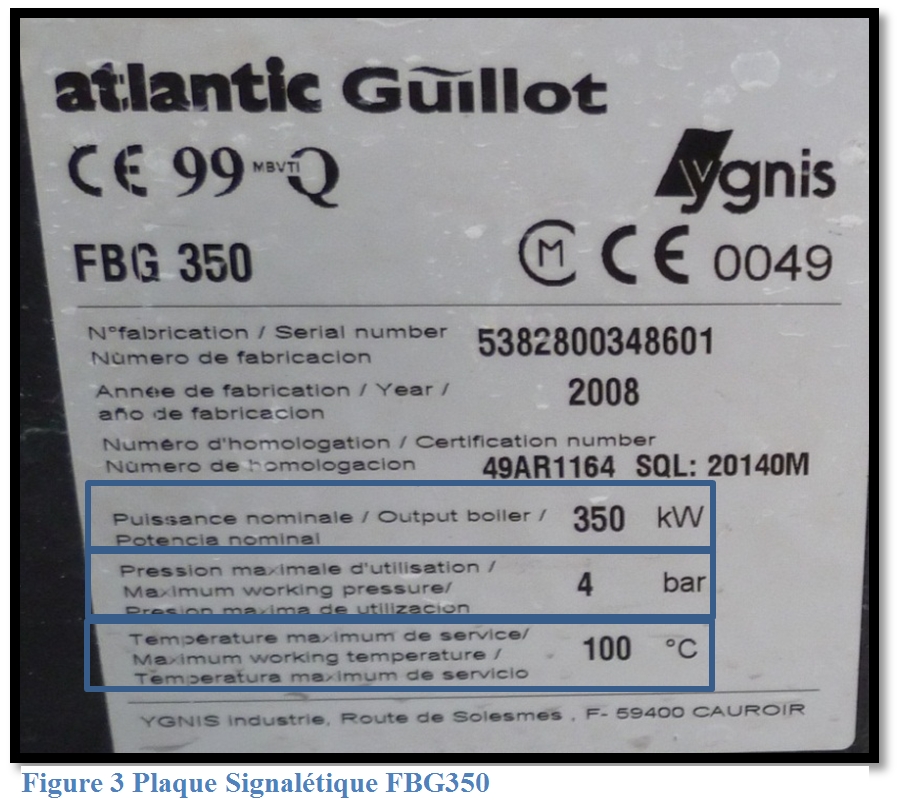 atlantic Guillot
CE 99 MBVTI Q
ygnis
FBG 350
CM CE 0049
N°fabrication / Serial number 5382800348601
Número de fabricacion
Année de fabrication / Year / 2008
año de fabricacion
Numéro d'homologation / Certification number
Número de homologacion 49AR1164 SQL: 20140M
Puissance nominale / Output boiler / 350 kW
Potencia nominal
Pression maximale d'utilisation /
Maximum working pressure/ 4 bar
Presion maxima de utilizacion
Température maximum de service/
Maximum working temperature / 100 °C
Temperatura maximum de servicio
YGNIS industrie, Route de Solesmes , F- 59400 CAUROIR
Figure 3 Plaque Signalétique FBG350